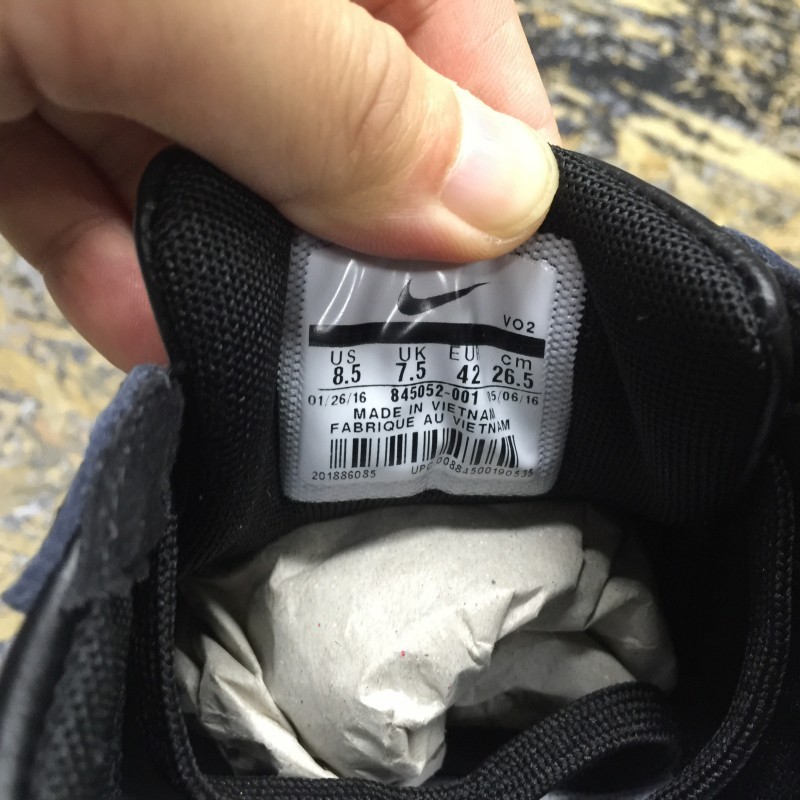 VO2
US UK EUR cm
8.5 7.5 42 26.5
01/26/16 845052-001 05/06/16
MADE IN VIETNAM
FABRIQUE AU VIETNAM
201886085 UPC 00884500190535